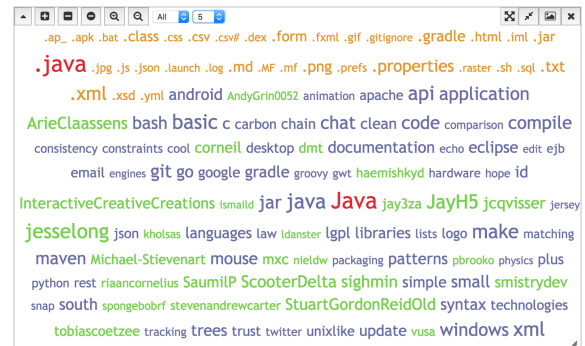 All 5
.ap_ .apk .bat .class .css .csv .csv# .dex .form .fxml .gif .gitignore .gradle .html .iml .jar
.java .jpg .js .json .launch .log .md .MF .mf .png .prefs .properties .raster .sh .sql .txt
.xml .xsd .yml android AndyGrin0052 animation apache api application
ArieClaassens bash basic c carbon chain chat clean code comparison compile
consistency constraints cool corneil desktop dmt documentation echo eclipse edit ejb
email engines git go google gradle groovy gwt haemishkyd hardware hope id
InteractiveCreativeCreations ismaild jar java Java jay3za JayH5 jcqvisser jersey
jesselong json kholsas languages law ldanster lgpl libraries lists logo make matching
maven Michael-Stievenart mouse mxc nieldw packaging patterns pbrooko physics plus
python rest riaancornelius SaumilP ScooterDelta sighmin simple small smistrydev
snap south spongebobrf stevenandrewcarter StuartGordonReidOld syntax technologies
tobiascoetzee tracking trees trust twitter unixlike update vusa windows xml